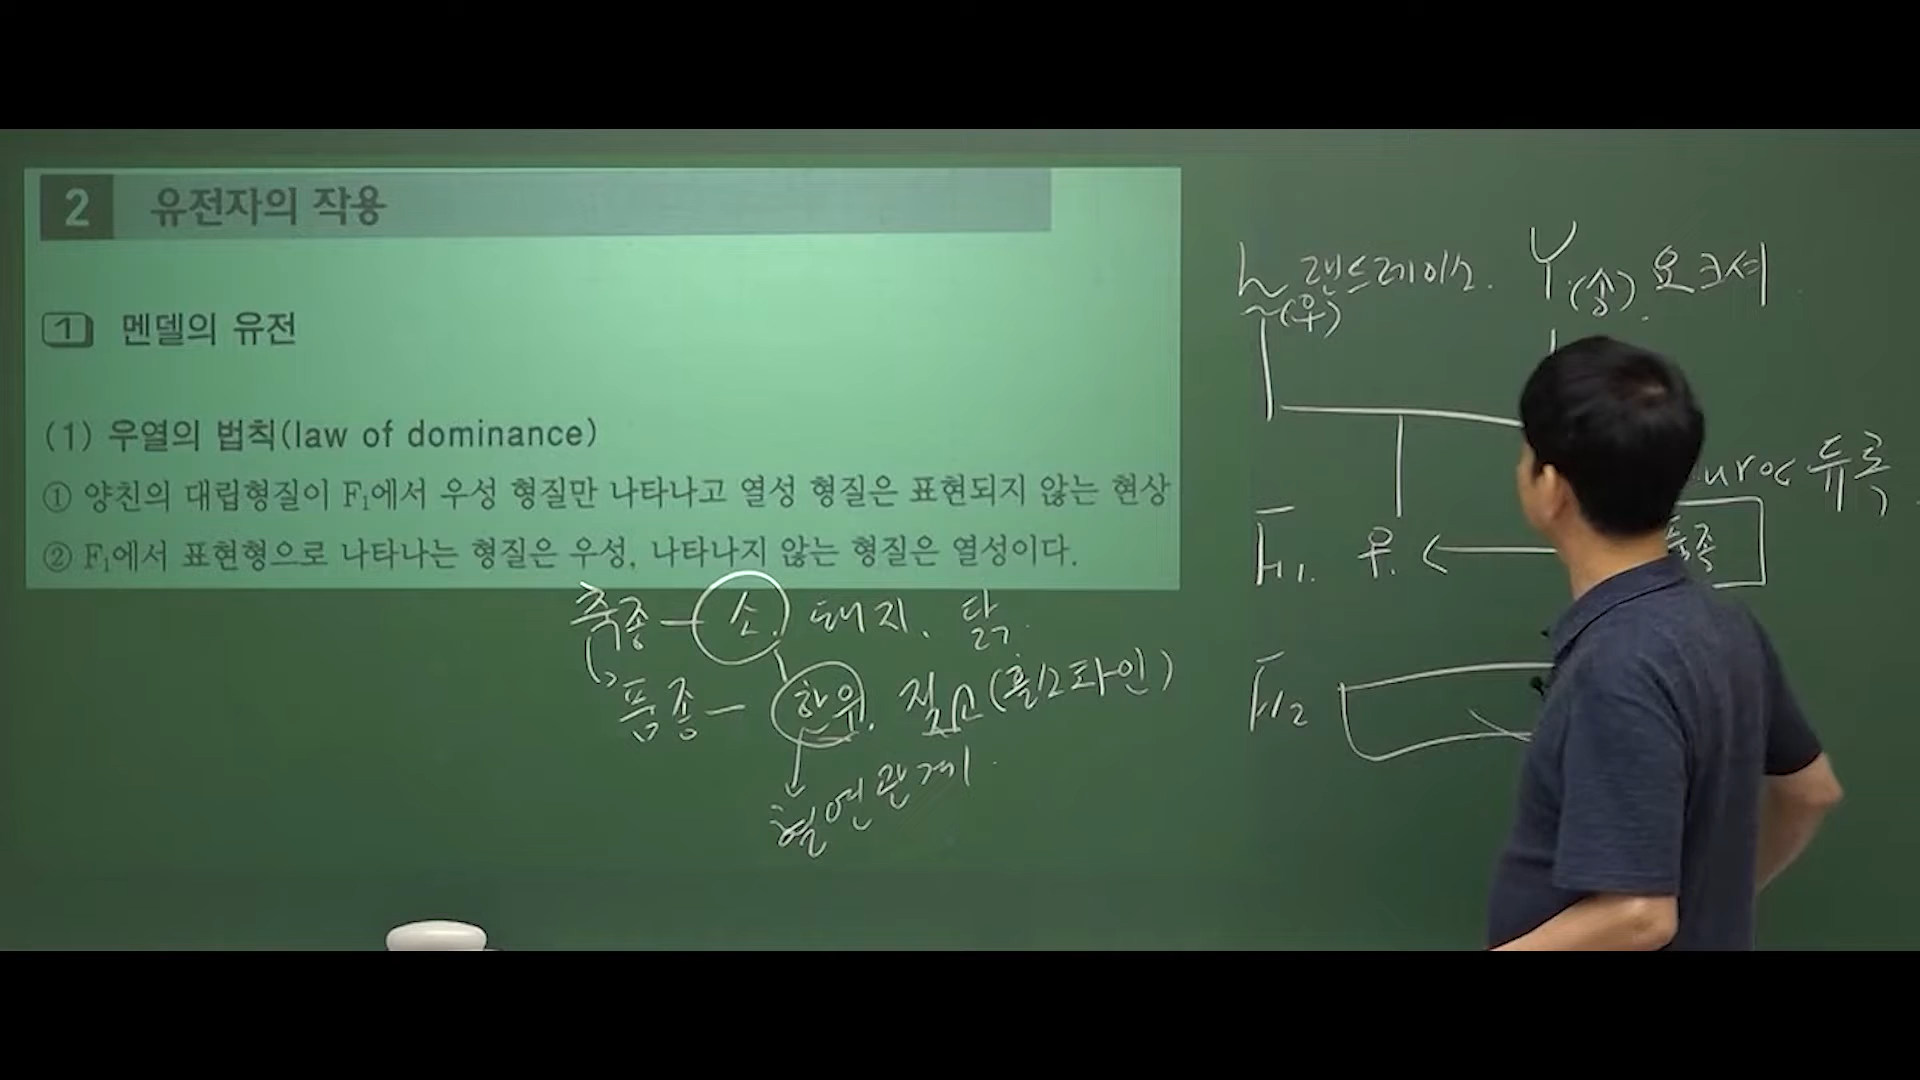 2 유전자의 작용
1 멘델의 유전
(1) 우열의 법칙(law of dominance)
① 양친의 대립형질이 F₁에서 우성 형질만 나타나고 열성 형질은 표현되지 않는 현상
② F₁에서 표현형으로 나타나는 형질은 우성, 나타나지 않는 형질은 열성이다.
축종 — 소. 돼지. 닭.
품종 — 한우. 젖소(홀스타인)
혈연관계.
L 랜드레이스. Y 요크셔
(우) (송).
듀록
F1. 우. 품종
F2